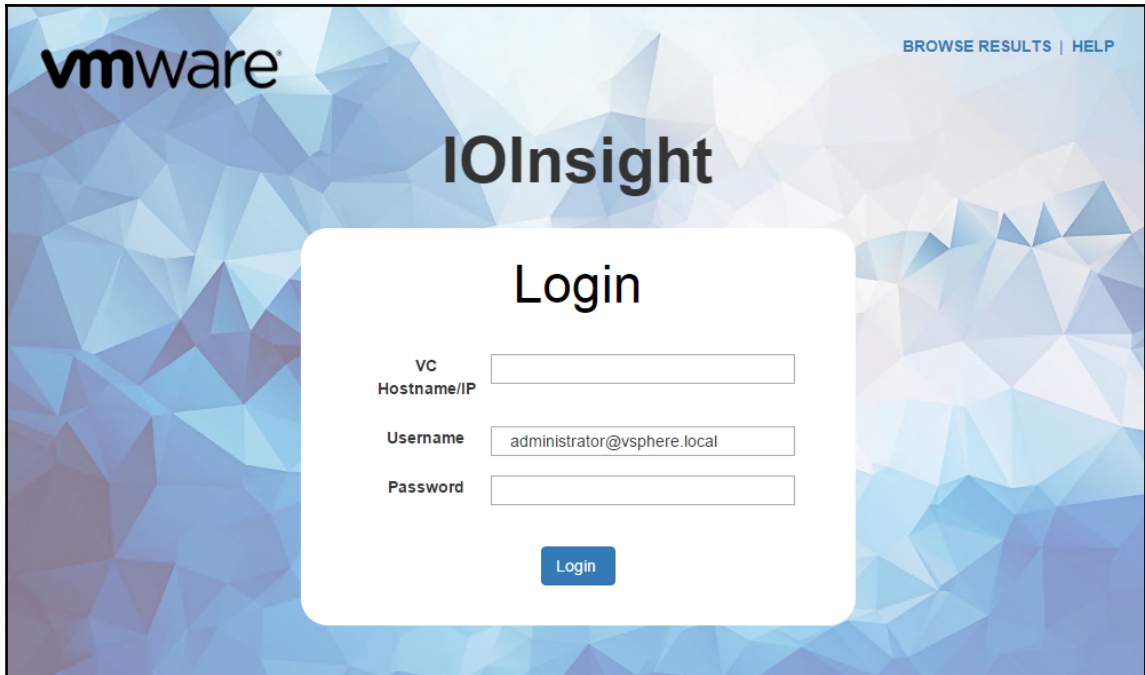 vmware
BROWSE RESULTS | HELP
IOInsight
Login
VC
Hostname/IP
Username
administrator@vsphere.local
Password
Login